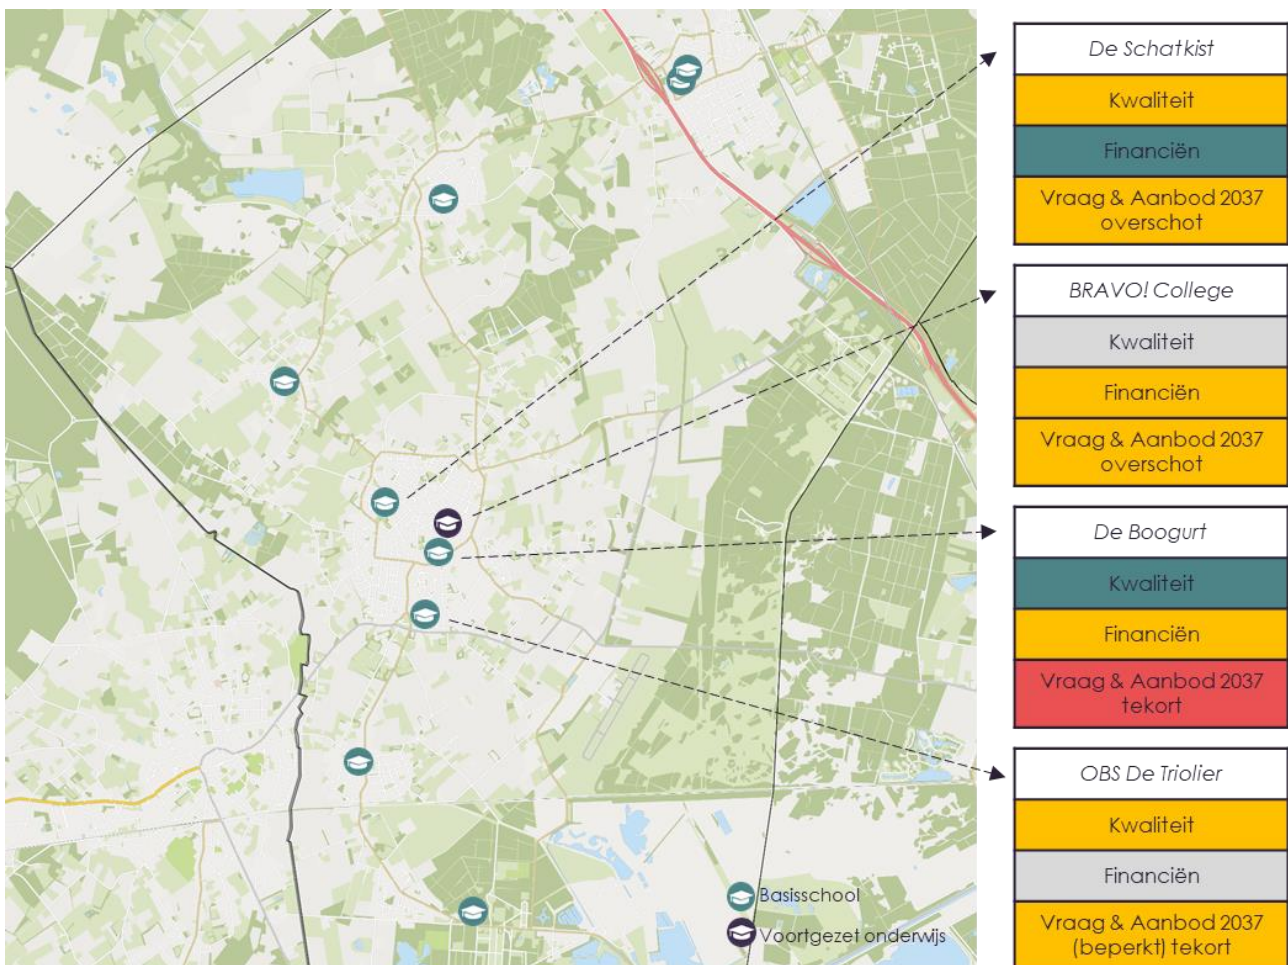 De Schatkist
Kwaliteit
Financiën
Vraag & Aanbod 2037
overschot
BRAVO! College
Kwaliteit
Financiën
Vraag & Aanbod 2037
overschot
De Boogurt
Kwaliteit
Financiën
Vraag & Aanbod 2037
tekort
OBS De Triolier
Kwaliteit
Financiën
Vraag & Aanbod 2037
(beperkt) tekort
Basisschool
Voortgezet onderwijs